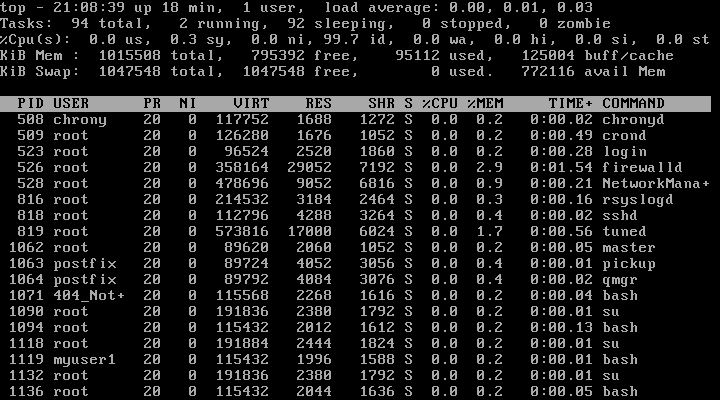 top - 21:08:39 up 18 min,  1 user,  load average: 0.00, 0.01, 0.03
Tasks:  94 total,   2 running,  92 sleeping,   0 stopped,   0 zombie
%Cpu(s):  0.0 us,  0.3 sy,  0.0 ni, 99.7 id,  0.0 wa,  0.0 hi,  0.0 si,  0.0 st
KiB Mem :  1015508 total,   795392 free,    95112 used,   125004 buff/cache
KiB Swap:  1047548 total,  1047548 free,        0 used.   772116 avail Mem
PID USER      PR  NI    VIRT    RES    SHR S %CPU %MEM     TIME+ COMMAND
508 chrony    20   0  117752   1688   1272 S  0.0  0.2   0:00.02 chronyd
509 root      20   0  126280   1676   1052 S  0.0  0.2   0:00.49 crond
523 root      20   0   96524   2520   1860 S  0.0  0.2   0:00.28 login
526 root      20   0  358164  29052   7192 S  0.0  2.9   0:01.54 firewalld
528 root      20   0  478696   9052   6816 S  0.0  0.9   0:00.21 NetworkMana+
816 root      20   0  214532   3184   2464 S  0.0  0.3   0:00.16 rsyslogd
818 root      20   0  112796   4288   3264 S  0.0  0.4   0:00.02 sshd
819 root      20   0  573816  17000   6024 S  0.0  1.7   0:00.56 tuned
1062 root      20   0   89620   2060   1052 S  0.0  0.2   0:00.05 master
1063 postfix   20   0   89724   4052   3056 S  0.0  0.4   0:00.01 pickup
1064 postfix   20   0   89792   4084   3076 S  0.0  0.4   0:00.02 qmgr
1071 404_Not+  20   0  115568   2268   1616 S  0.0  0.2   0:00.04 bash
1090 root      20   0  191836   2380   1792 S  0.0  0.2   0:00.01 su
1094 root      20   0  115432   2012   1612 S  0.0  0.2   0:00.13 bash
1118 root      20   0  191884   2444   1824 S  0.0  0.2   0:00.01 su
1119 myuser1   20   0  115432   1996   1588 S  0.0  0.2   0:00.01 bash
1132 root      20   0  191836   2380   1792 S  0.0  0.2   0:00.01 su
1136 root      20   0  115432   2044   1636 S  0.0  0.2   0:00.05 bash